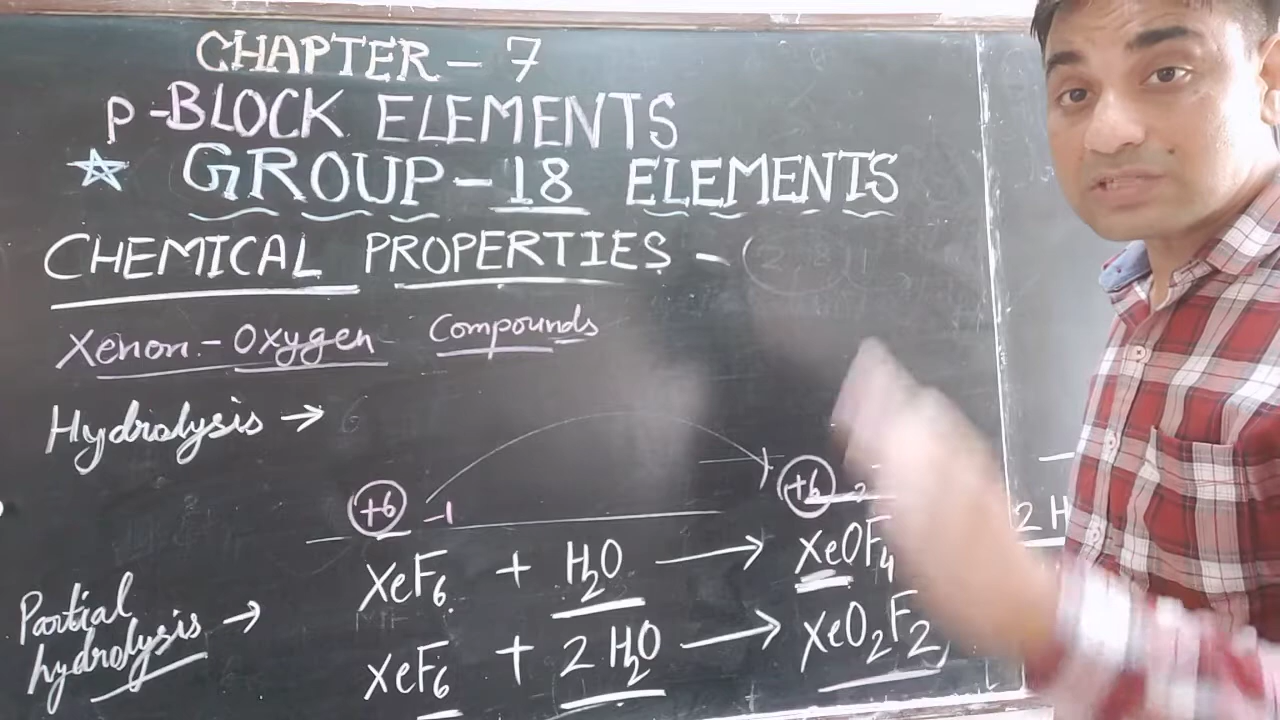 CHAPTER - 7
p-BLOCK ELEMENTS
☆ GROUP-18 ELEMENTS
CHEMICAL PROPERTIES -
Xenon-Oxygen Compounds
Hydrolysis →
+6 -1 +6
XeF₆ + H₂O → XeOF₄
2 H
Partial hydrolysis →
XeF₆ + 2 H₂O → XeO₂F₂